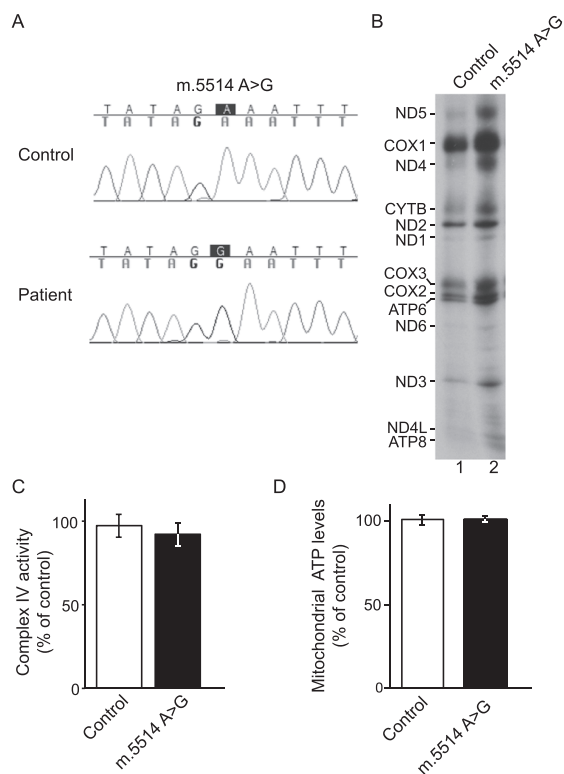 A
m.5514 A>G
T A T A G A A A T T T
T A T A G A A A T T T
Control
T A T A G G A A T T T
T A T A G G A A T T T
Patient
B
Control
m.5514 A>G
ND5
COX1
ND4
CYTB
ND2
ND1
COX3
COX2
ATP6
ND6
ND3
ND4L
ATP8
1 2
C
Complex IV activity
(% of control)
100
50
0
Control
m.5514 A>G
D
Mitochondrial ATP levels
(% of control)
100
50
0
Control
m.5514 A>G